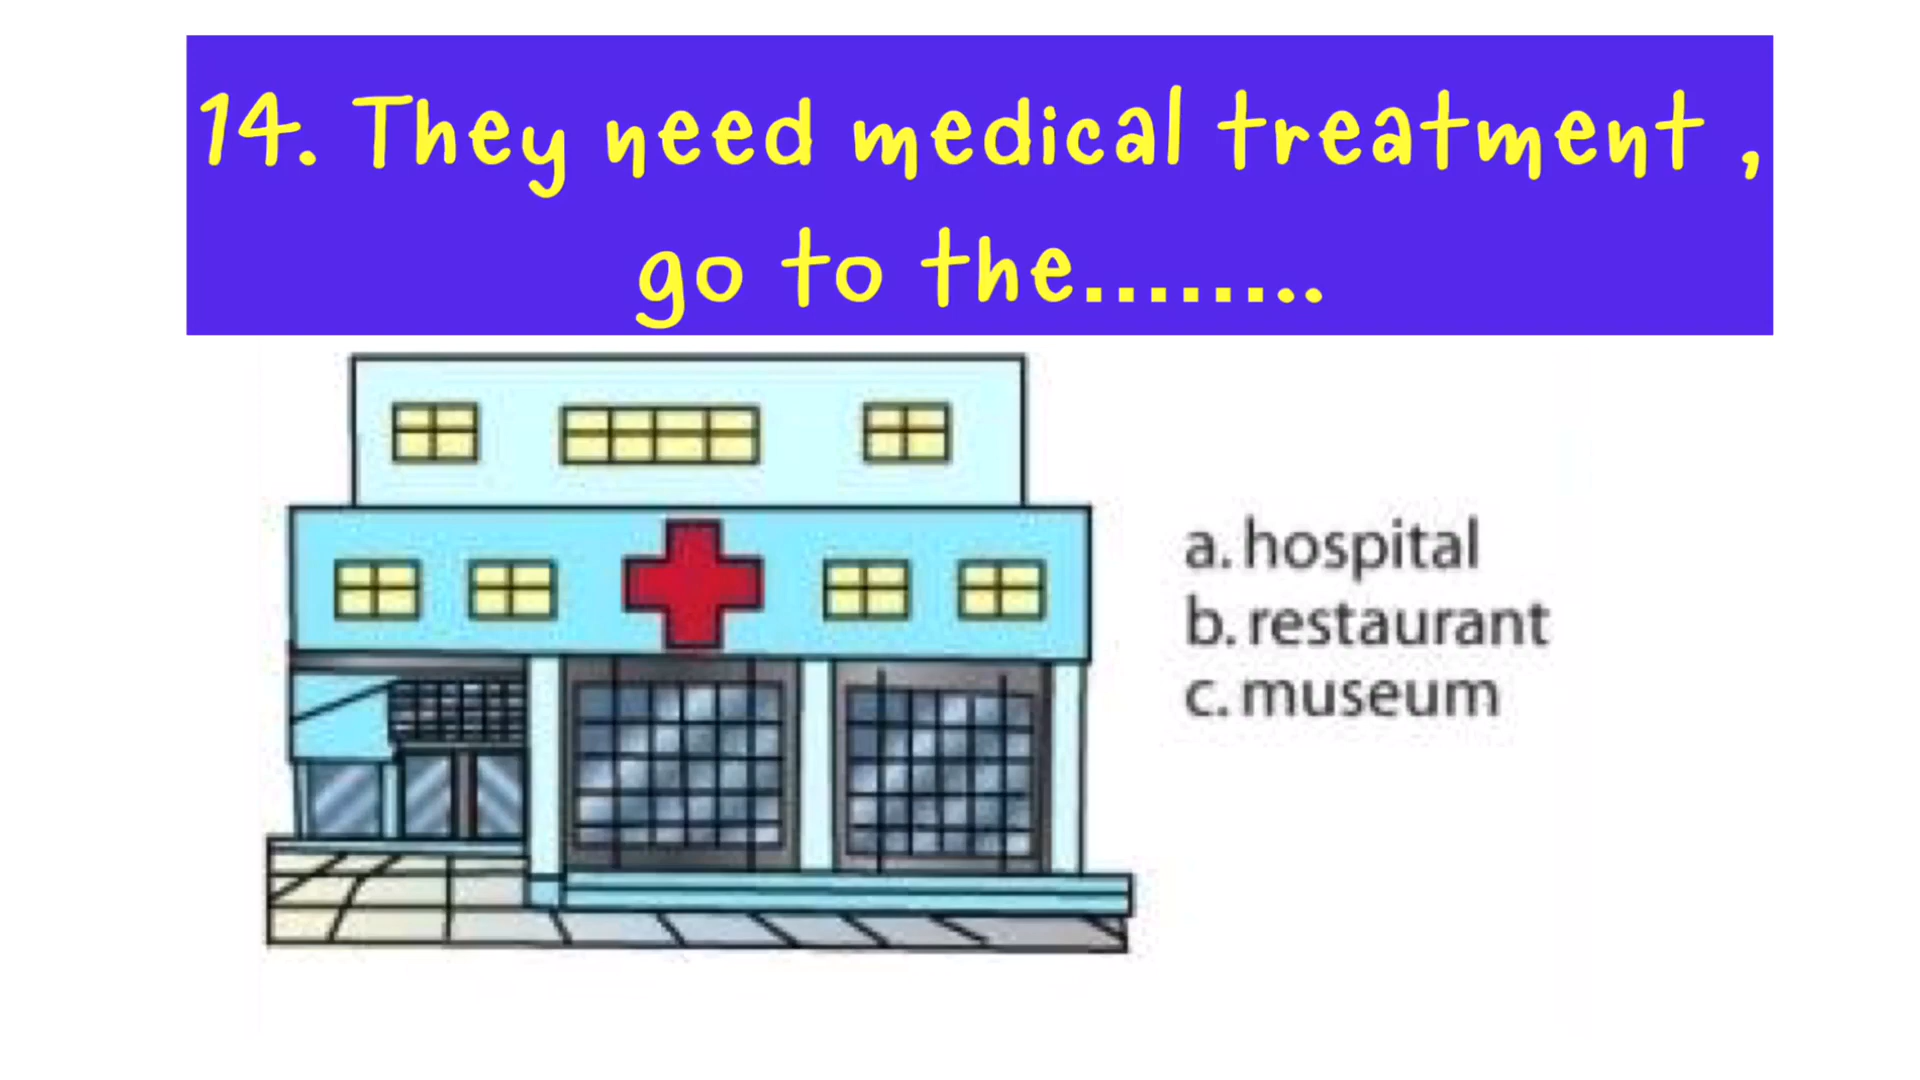 14. They need medical treatment ,
go to the........
a. hospital
b. restaurant
c. museum